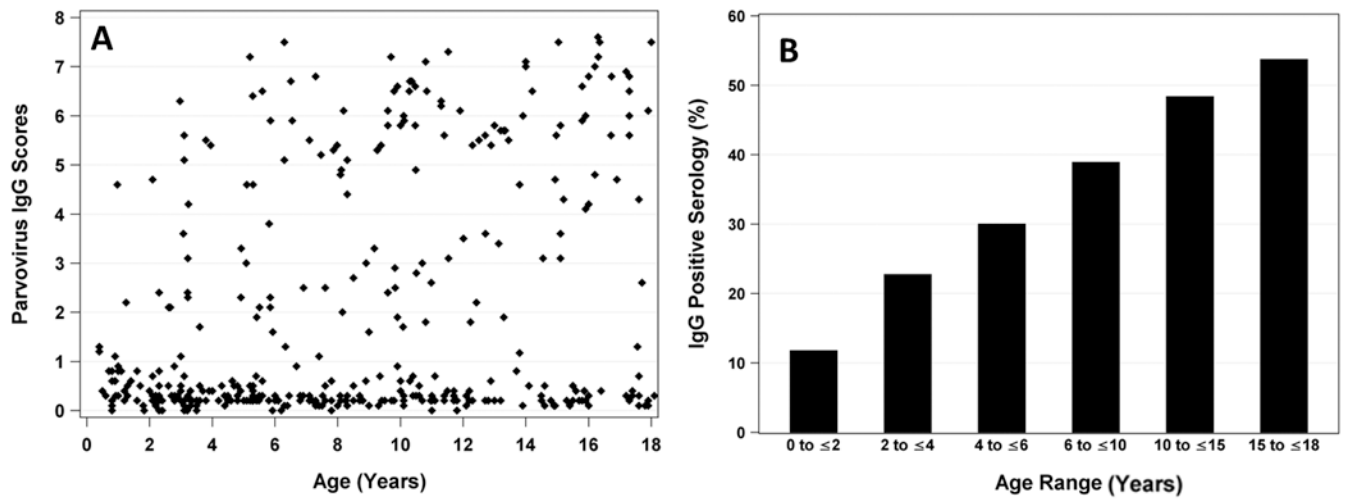 A
Parvovirus IgG Scores
8
7
6
5
4
3
2
1
0
0 2 4 6 8 10 12 14 16 18
Age (Years)
B
IgG Positive Serology (%)
60
50
40
30
20
10
0
0 to ≤2 2 to ≤4 4 to ≤6 6 to ≤10 10 to ≤15 15 to ≤18
Age Range (Years)